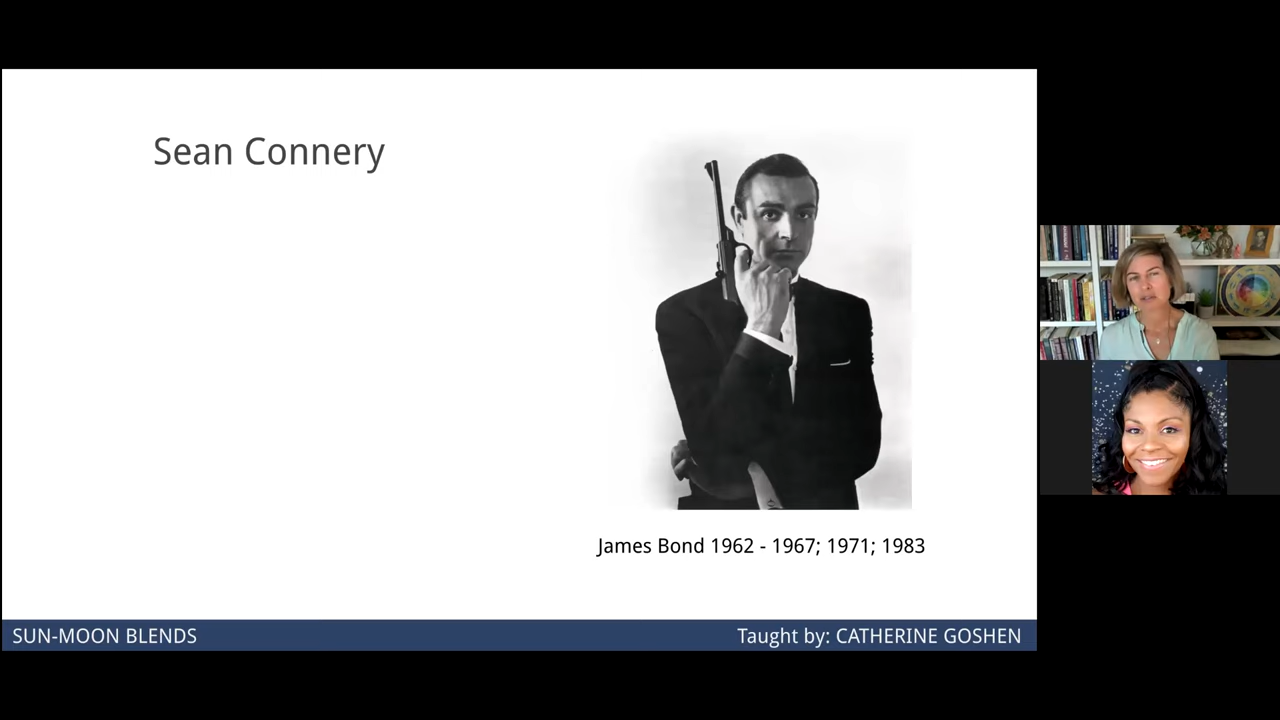 Sean Connery
James Bond 1962 - 1967; 1971; 1983
SUN-MOON BLENDS
Taught by: CATHERINE GOSHEN